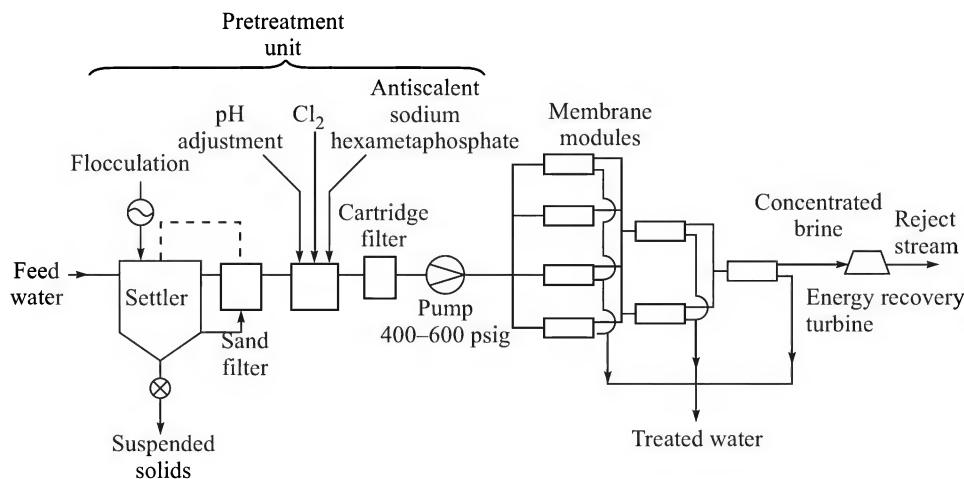 Pretreatment
unit
Antiscalent
sodium
hexametaphosphate
pH
adjustment
Cl2
Membrane
modules
Flocculation
Cartridge
filter
Concentrated
brine
Reject
stream
Feed
water
Settler
Pump
400–600 psig
Energy recovery
turbine
Sand
filter
Treated water
Suspended
solids